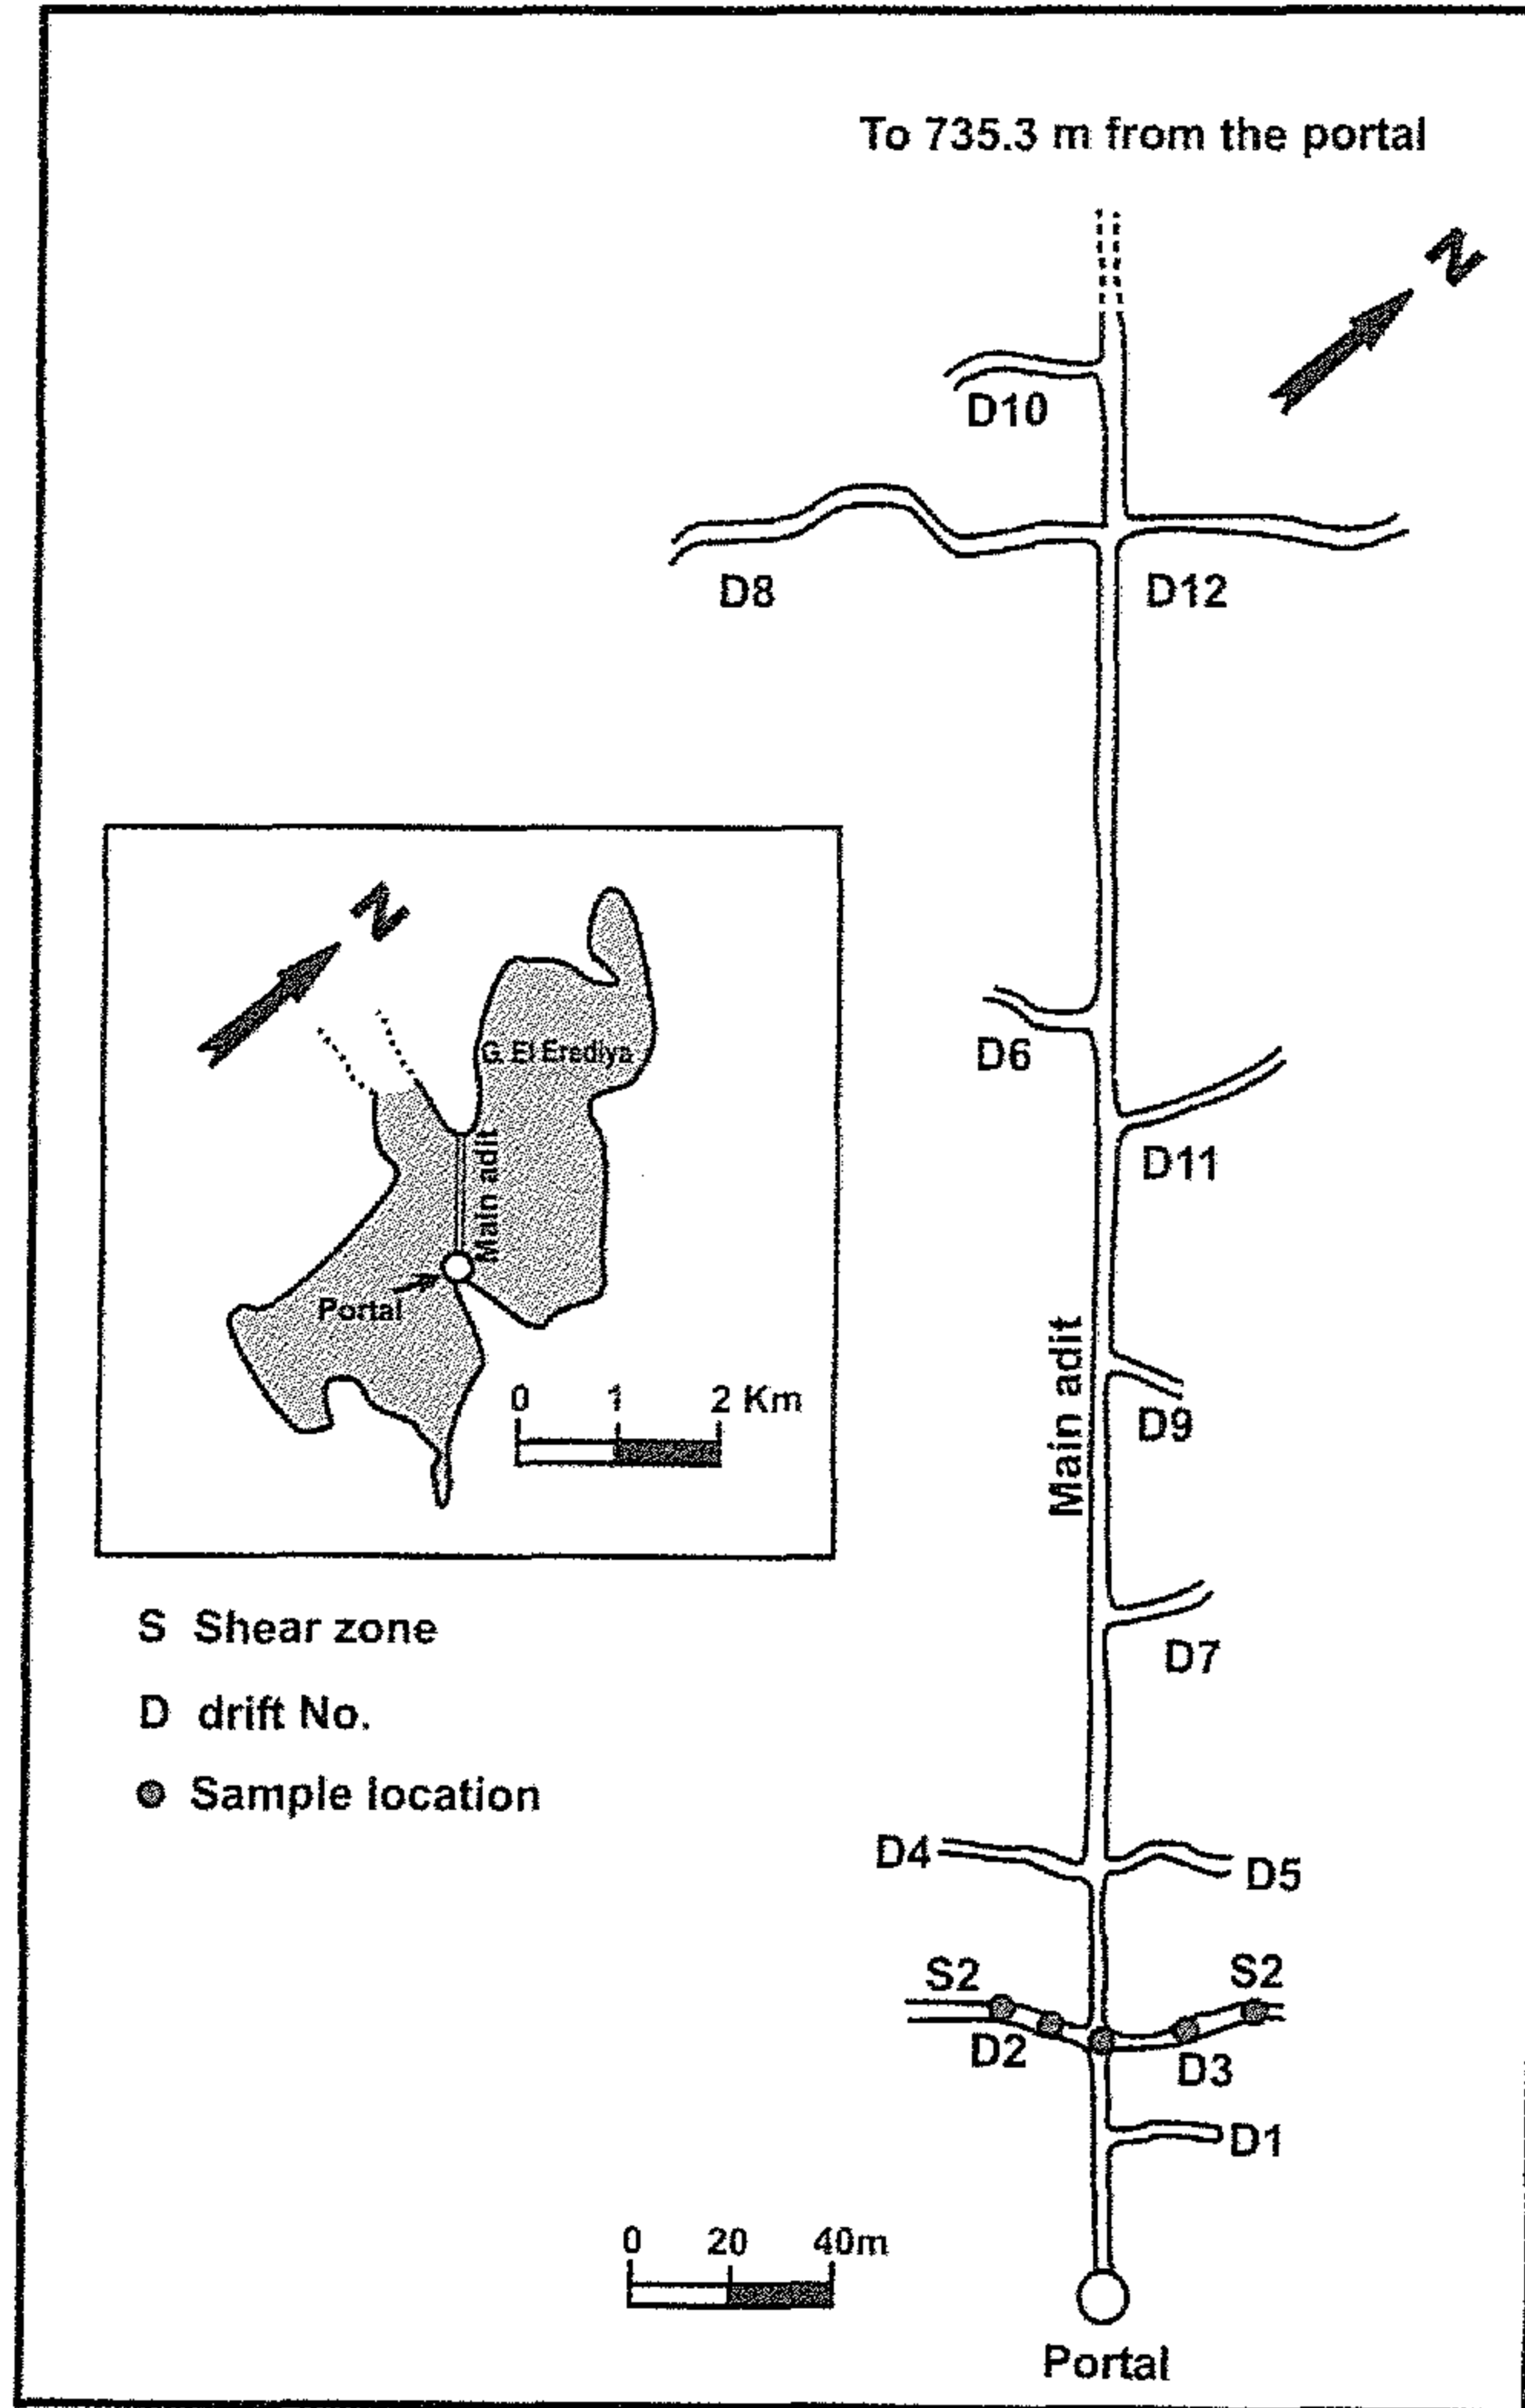 To 735.3 m from the portal
N
D10
D8
D12
N
G. El Erediya
D6
Main adit
D11
Portal
0 1 2 Km
Main adit
D9
S Shear zone
D7
D drift No.
Sample location
D4
D5
S2
S2
D2
D3
D1
0 20 40m
Portal